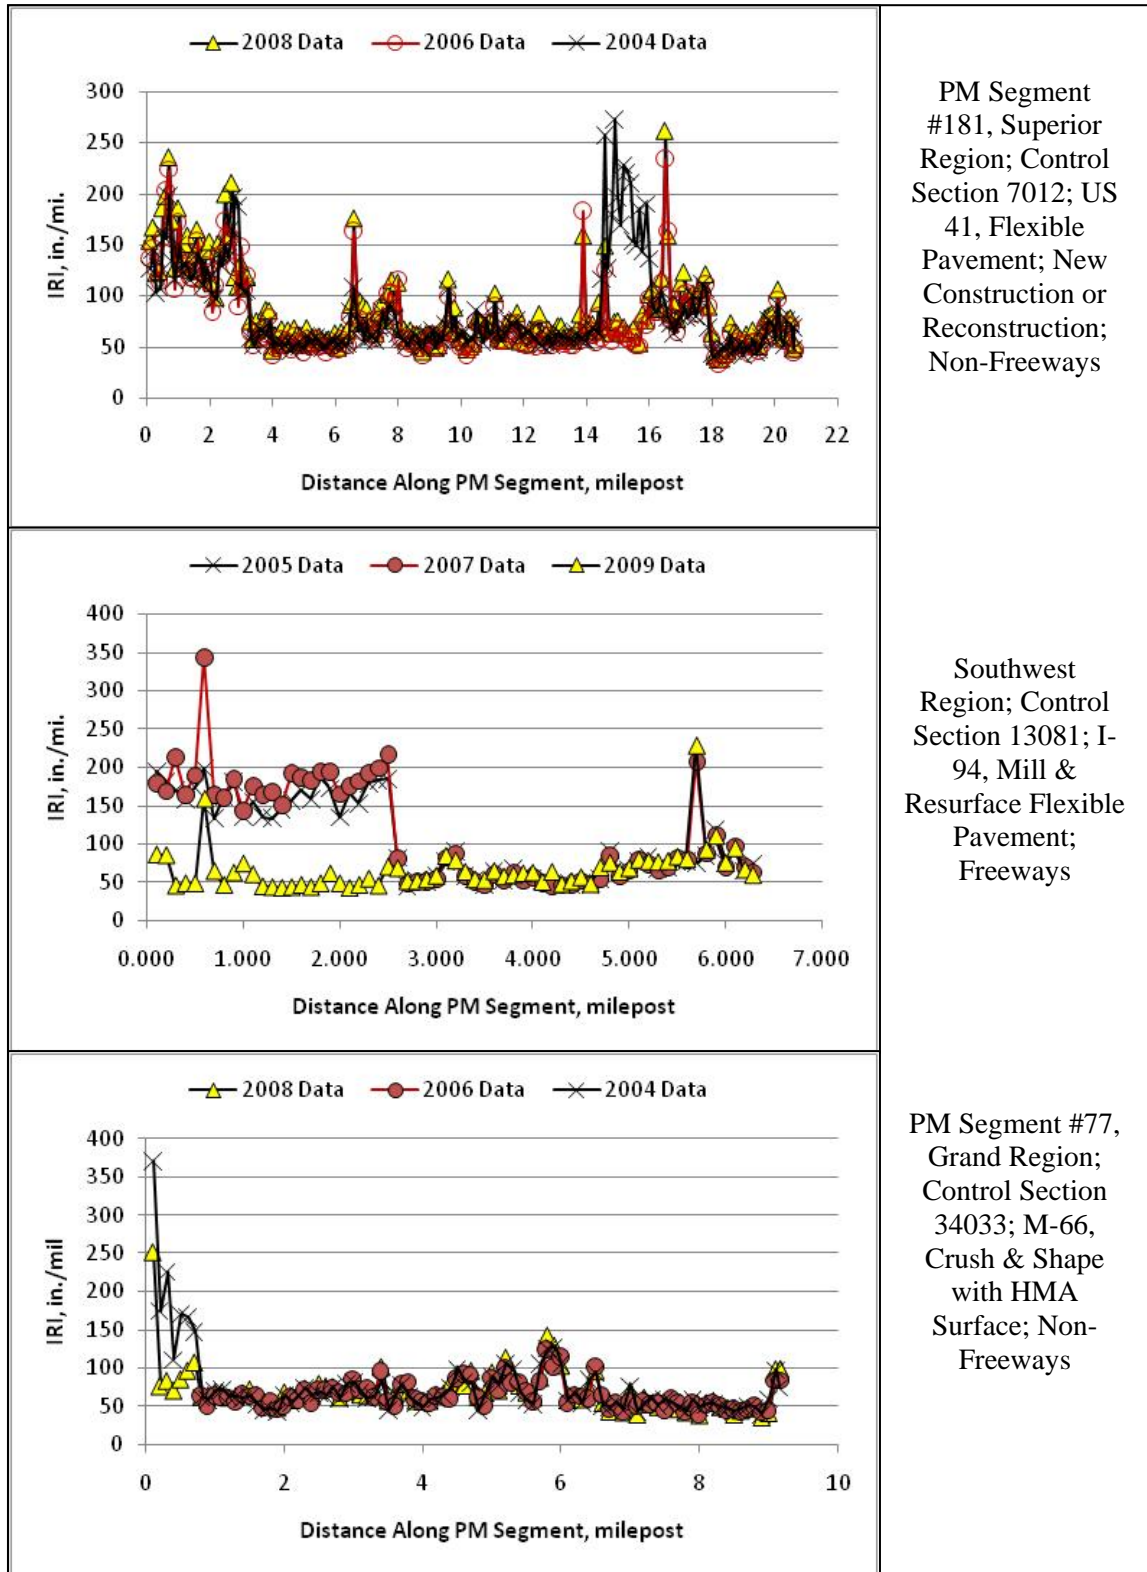 2008 Data 2006 Data 2004 Data
300
250
200
150
100
50
0
IRI, in./mi.
0 2 4 6 8 10 12 14 16 18 20 22
Distance Along PM Segment, milepost
PM Segment
#181, Superior
Region; Control
Section 7012; US
41, Flexible
Pavement; New
Construction or
Reconstruction;
Non-Freeways
2005 Data 2007 Data 2009 Data
400
350
300
250
200
150
100
50
0
IRI, in./mi.
0.000 1.000 2.000 3.000 4.000 5.000 6.000 7.000
Distance Along PM Segment, milepost
Southwest
Region; Control
Section 13081; I-
94, Mill &
Resurface Flexible
Pavement;
Freeways
2008 Data 2006 Data 2004 Data
400
350
300
250
200
150
100
50
0
IRI, in./mil
0 2 4 6 8 10
Distance Along PM Segment, milepost
PM Segment #77,
Grand Region;
Control Section
34033; M-66,
Crush & Shape
with HMA
Surface; Non-
Freeways